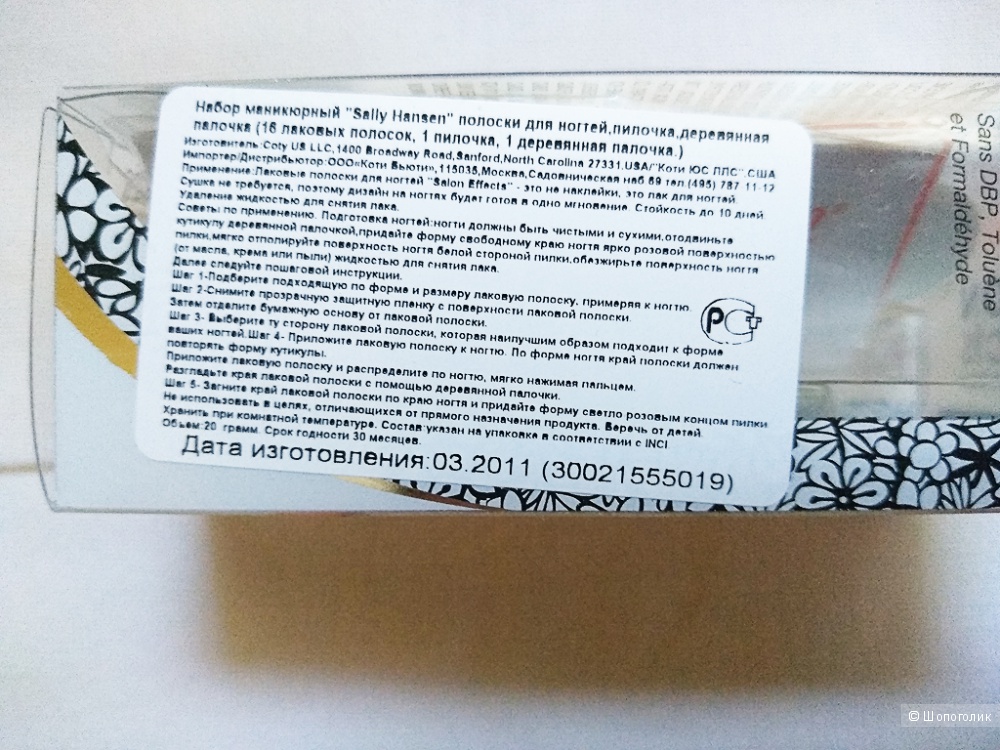 Набор маникюрный "Sally Hansen" полоски для ногтей,пилочка,деревянная
палочка (16 лаковых полосок, 1 пилочка, 1 деревянная палочка.)
Изготовитель:Coty US LLC,1400 Broadway Road,Sanford,North Carolina 27331,USA/"Коти ЮС ЛЛС",США
Импортер/Дистрибьютор:ООО«Коти Бьюти»,115035,Москва,Садовническая наб 69 тел.(495) 787 11-12
Применение:Лаковые полоски для ногтей "Salon Effects" - это не наклейки, это лак для ногтей.
Сушка не требуется, поэтому дизайн на ногтях будет готов в одно мгновение. Стойкость до 10 дней.
Удаление жидкостью для снятия лака.
Советы по применению. Подготовка ногтей:ногти должны быть чистыми и сухими,отодвиньте
кутикулу деревянной палочкой,придайте форму свободному краю ногтя ярко розовой поверхностью
пилки,мягко отполируйте поверхность ногтя белой стороной пилки,обезжирьте поверхность ногтя
(от масла, крема или пыли) жидкостью для снятия лака.
Далее следуйте пошаговой инструкции.
Шаг 1-Подберите подходящую по форме и размеру лаковую полоску, примеряя к ногтю.
Шаг 2-Снимите прозрачную защитную пленку с поверхности лаковой полоски.
Затем отделите бумажную основу от лаковой полоски.
Шаг 3- Выберите ту сторону лаковой полоски, которая наилучшим образом подходит к форме
ваших ногтей.Шаг 4- Приложите лаковую полоску к ногтю. По форме ногтя край полоски должен
повторять форму кутикулы.
Приложите лаковую полоску и распределите по ногтю, мягко нажимая пальцем.
Разгладьте края лаковой полоски с помощью деревянной палочки.
Шаг 5- Загните край лаковой полоски по краю ногтя и придайте форму светло розовым концом пилки
Не использовать в целях, отличающихся от прямого назначения продукта. Беречь от детей.
Хранить при комнатной температуре. Состав указан на упаковке в соответствии с INCI.
Объем:20 грамм. Срок годности 30 месяцев.
Дата изготовления:03.2011 (30021555019)
РСТ
Sans DBP, Toluène
et Formaldéhyde
© Шопоголик